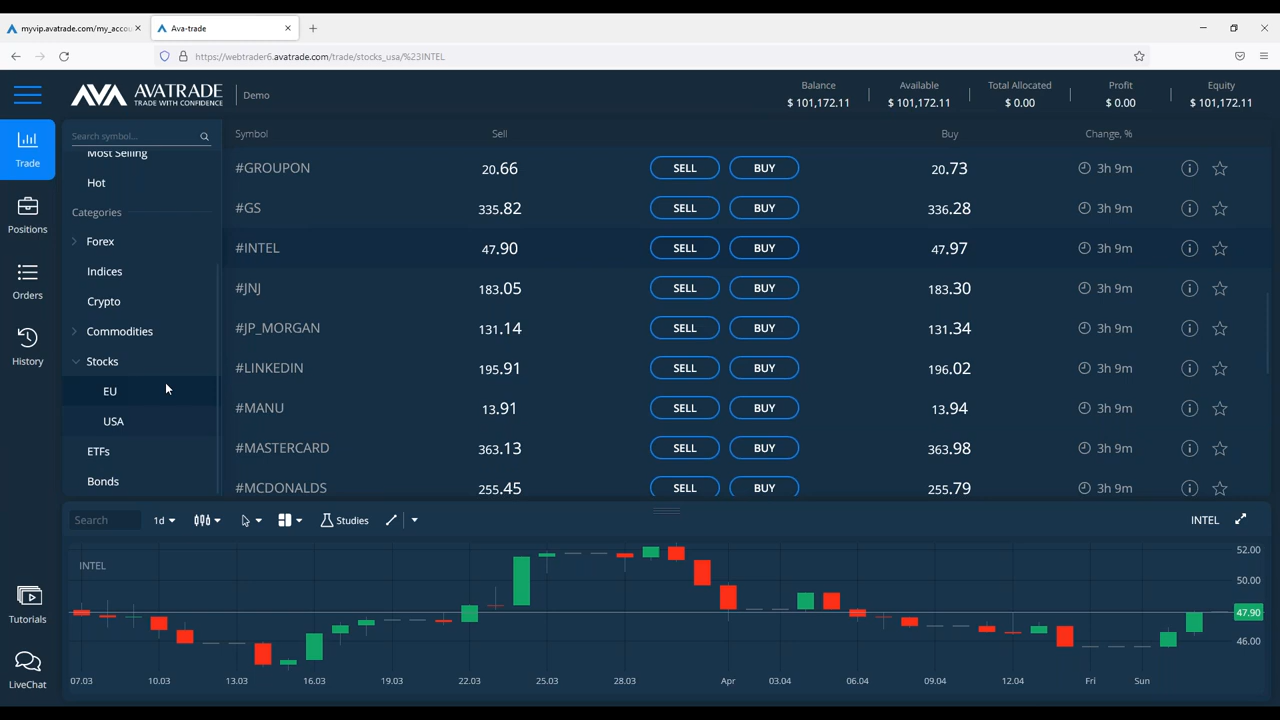 myvip.avatrade.com/my_accou
Ava-trade
https://webtrader6.avatrade.com/trade/stocks_usa/%23INTEL
AVATRADE
TRADE WITH CONFIDENCE
Demo
Balance
$ 101,172.11
Available
$ 101,172.11
Total Allocated
$ 0.00
Profit
$ 0.00
Equity
$ 101,172.11
Trade
Positions
Orders
History
Tutorials
LiveChat
Search symbol...
Most Selling
Hot
Categories
Forex
Indices
Crypto
Commodities
Stocks
EU
USA
ETFs
Bonds
Symbol Sell Buy Change, %
#GROUPON 20.66 SELL BUY 20.73 3h 9m
#GS 335.82 SELL BUY 336.28 3h 9m
#INTEL 47.90 SELL BUY 47.97 3h 9m
#JNJ 183.05 SELL BUY 183.30 3h 9m
#JP_MORGAN 131.14 SELL BUY 131.34 3h 9m
#LINKEDIN 195.91 SELL BUY 196.02 3h 9m
#MANU 13.91 SELL BUY 13.94 3h 9m
#MASTERCARD 363.13 SELL BUY 363.98 3h 9m
#MCDONALDS 255.45 SELL BUY 255.79 3h 9m
Search 1d Studies INTEL
INTEL
52.00
50.00
47.90
46.00
07.03 10.03 13.03 16.03 19.03 22.03 25.03 28.03 Apr 03.04 06.04 09.04 12.04 Fri Sun